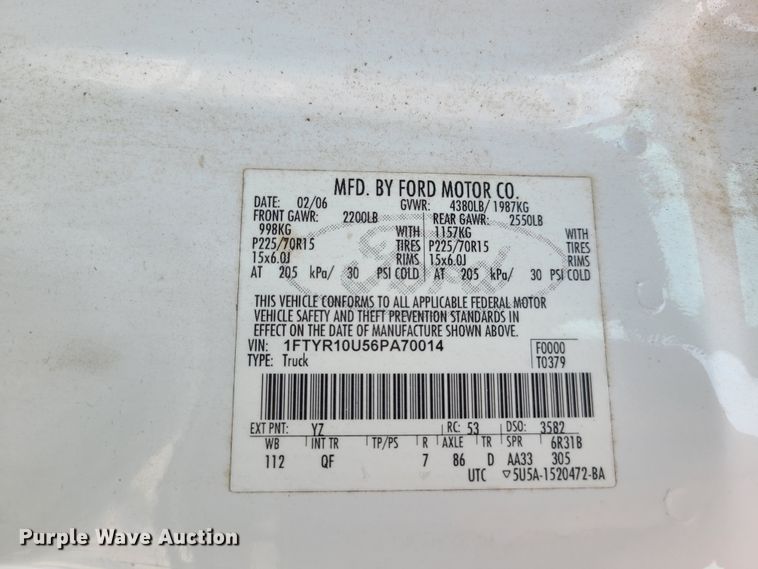 MFD. BY FORD MOTOR CO.
DATE: 02/06 GVWR: 4380LB/ 1987KG
FRONT GAWR: 2200LB REAR GAWR: 2550LB
998KG WITH 1157KG WITH
P225/70R15 TIRES P225/70R15 TIRES
15x6.0J RIMS 15x6.0J RIMS
AT 205 kPa/ 30 PSI COLD AT 205 kPa/ 30 PSI COLD
Ford
THIS VEHICLE CONFORMS TO ALL APPLICABLE FEDERAL MOTOR
VEHICLE SAFETY AND THEFT PREVENTION STANDARDS IN
EFFECT ON THE DATE OF MANUFACTURE SHOWN ABOVE.
VIN: 1FTYR10U56PA70014 F0000
TYPE: Truck T0379
EXT PNT: YZ RC: 53 DSO: 3582
WB INT TR TP/PS R AXLE TR SPR 6R31B
112 QF 7 86 D AA33 305
UTC ▽5U5A-1520472-BA
Purple Wave Auction